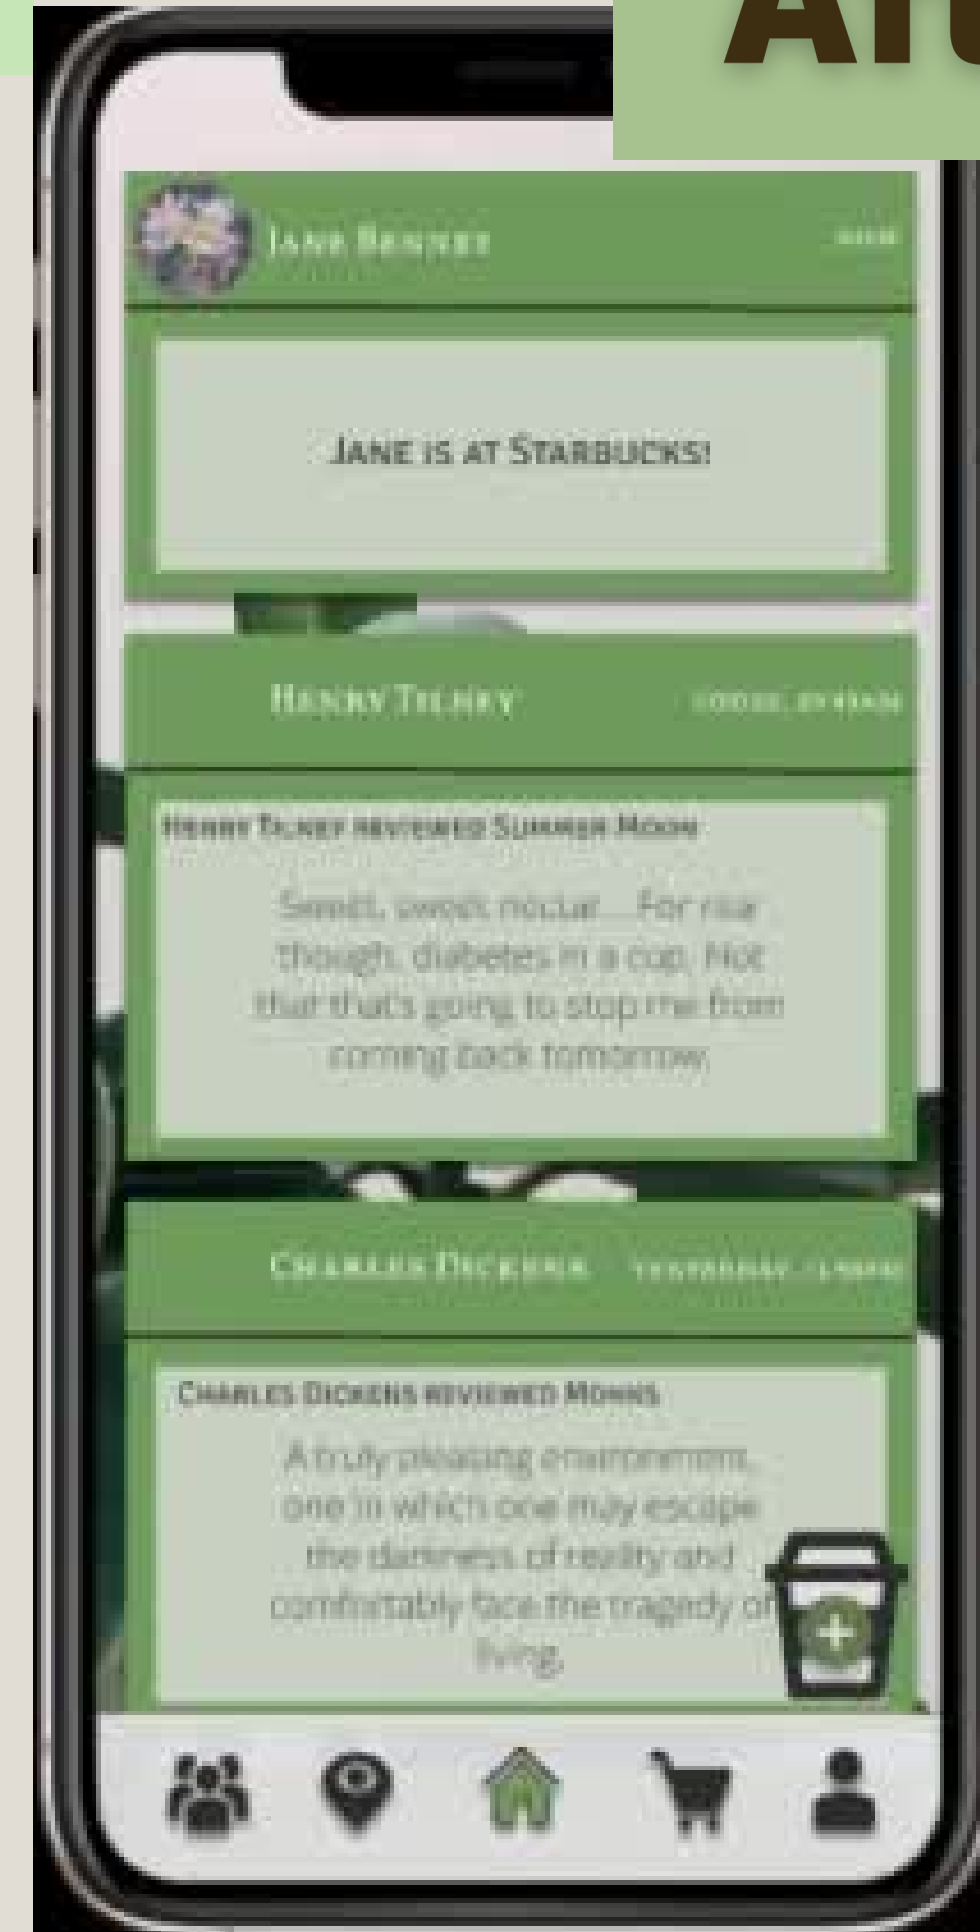 Jane Bennet
Jane is at Starbucks!
Henry Tilney
Henry Tilney reviewed Summer Moon
Sweet, sweet nectar... For real
though, diabetes in a cup. Not
that that's going to stop me from
coming back tomorrow.
Charles Dickens
Yesterday
Charles Dickens reviewed Monks
A truly pleasing environment,
one in which one may escape
the darkness of reality and
comfortably face the tragedy of
living.